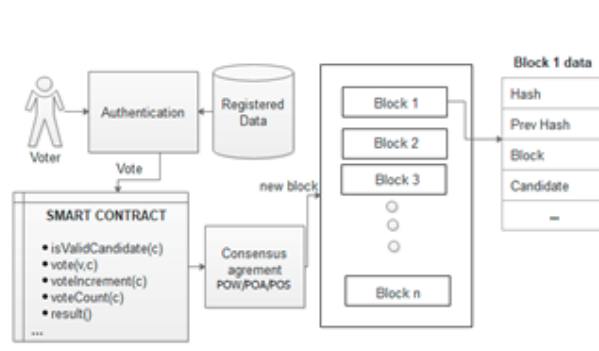 Voter
Authentication
Registered
Data
Vote
SMART CONTRACT
• isValidCandidate(c)
• vote(v,c)
• voteIncrement(c)
• voteCount(c)
• result()
...
Consensus
agrement
POW/POA/POS
new block
Block 1
Block 2
Block 3
Block n
Block 1 data
Hash
Prev Hash
Block
Candidate
...